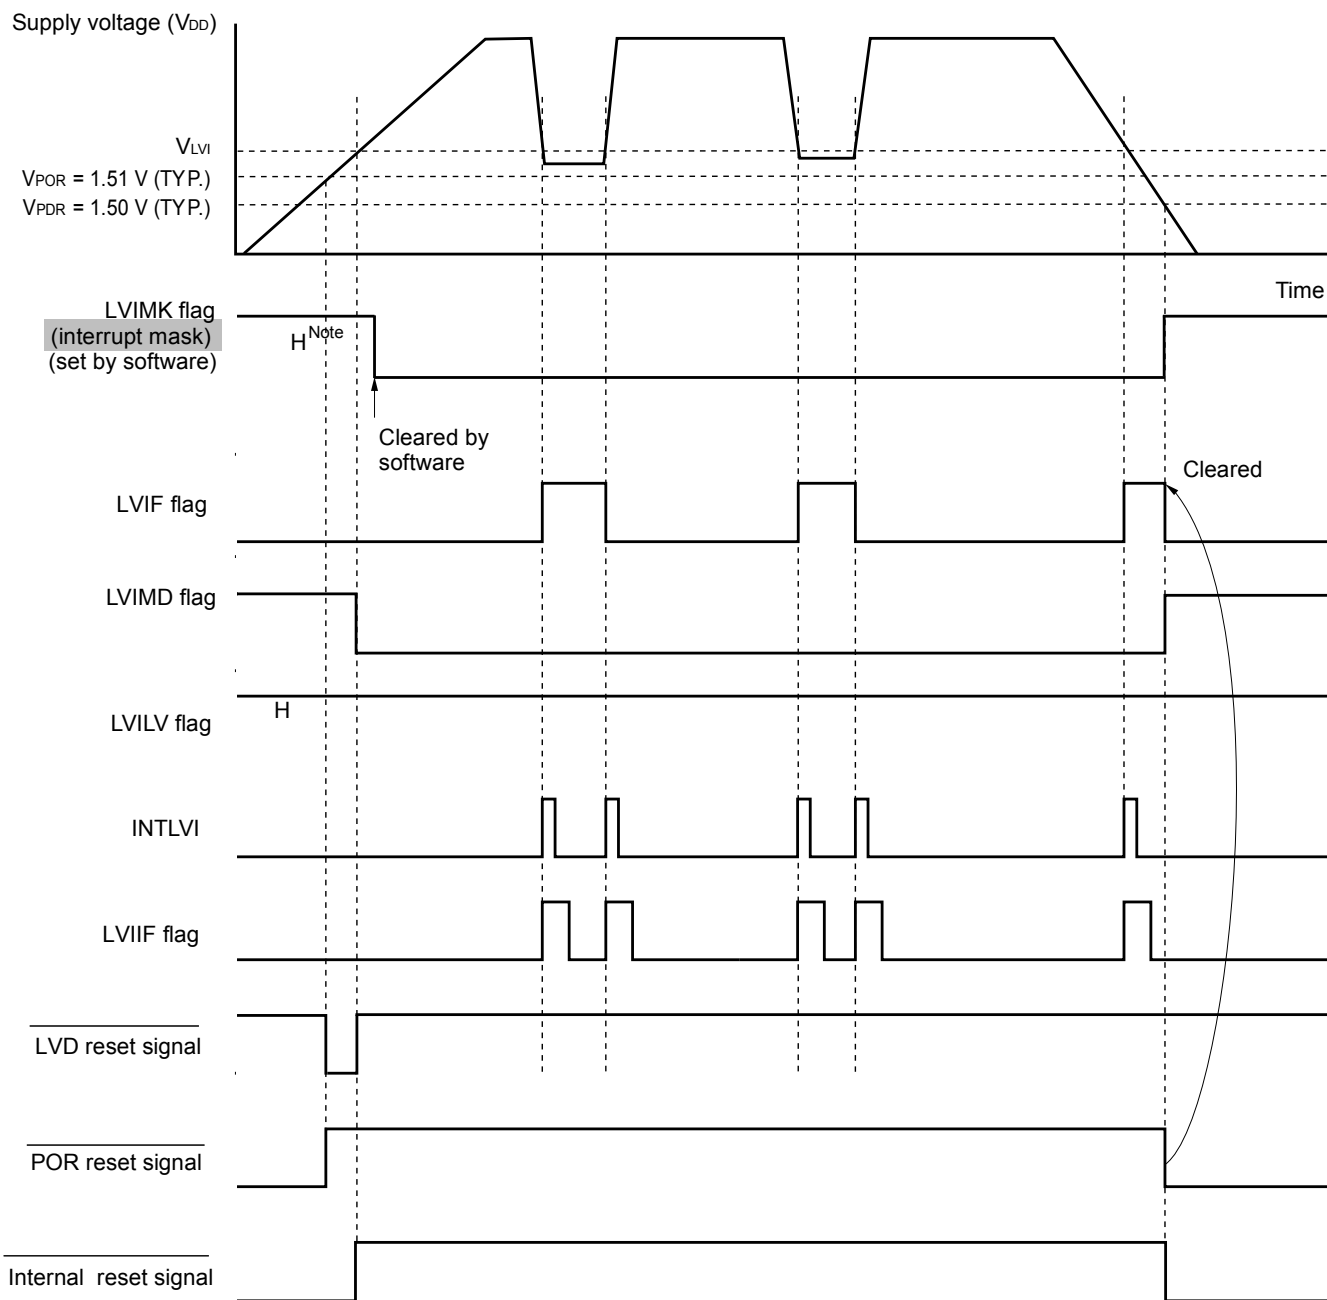 Supply voltage (VDD)
VLVI
VPOR = 1.51 V (TYP.)
VPDR = 1.50 V (TYP.)
Time
LVIMK flag
(interrupt mask)
(set by software)
H Note
Cleared by
software
Cleared
LVIF flag
LVIMD flag
H
LVILV flag
INTLVI
LVIIF flag
LVD reset signal
POR reset signal
Internal reset signal